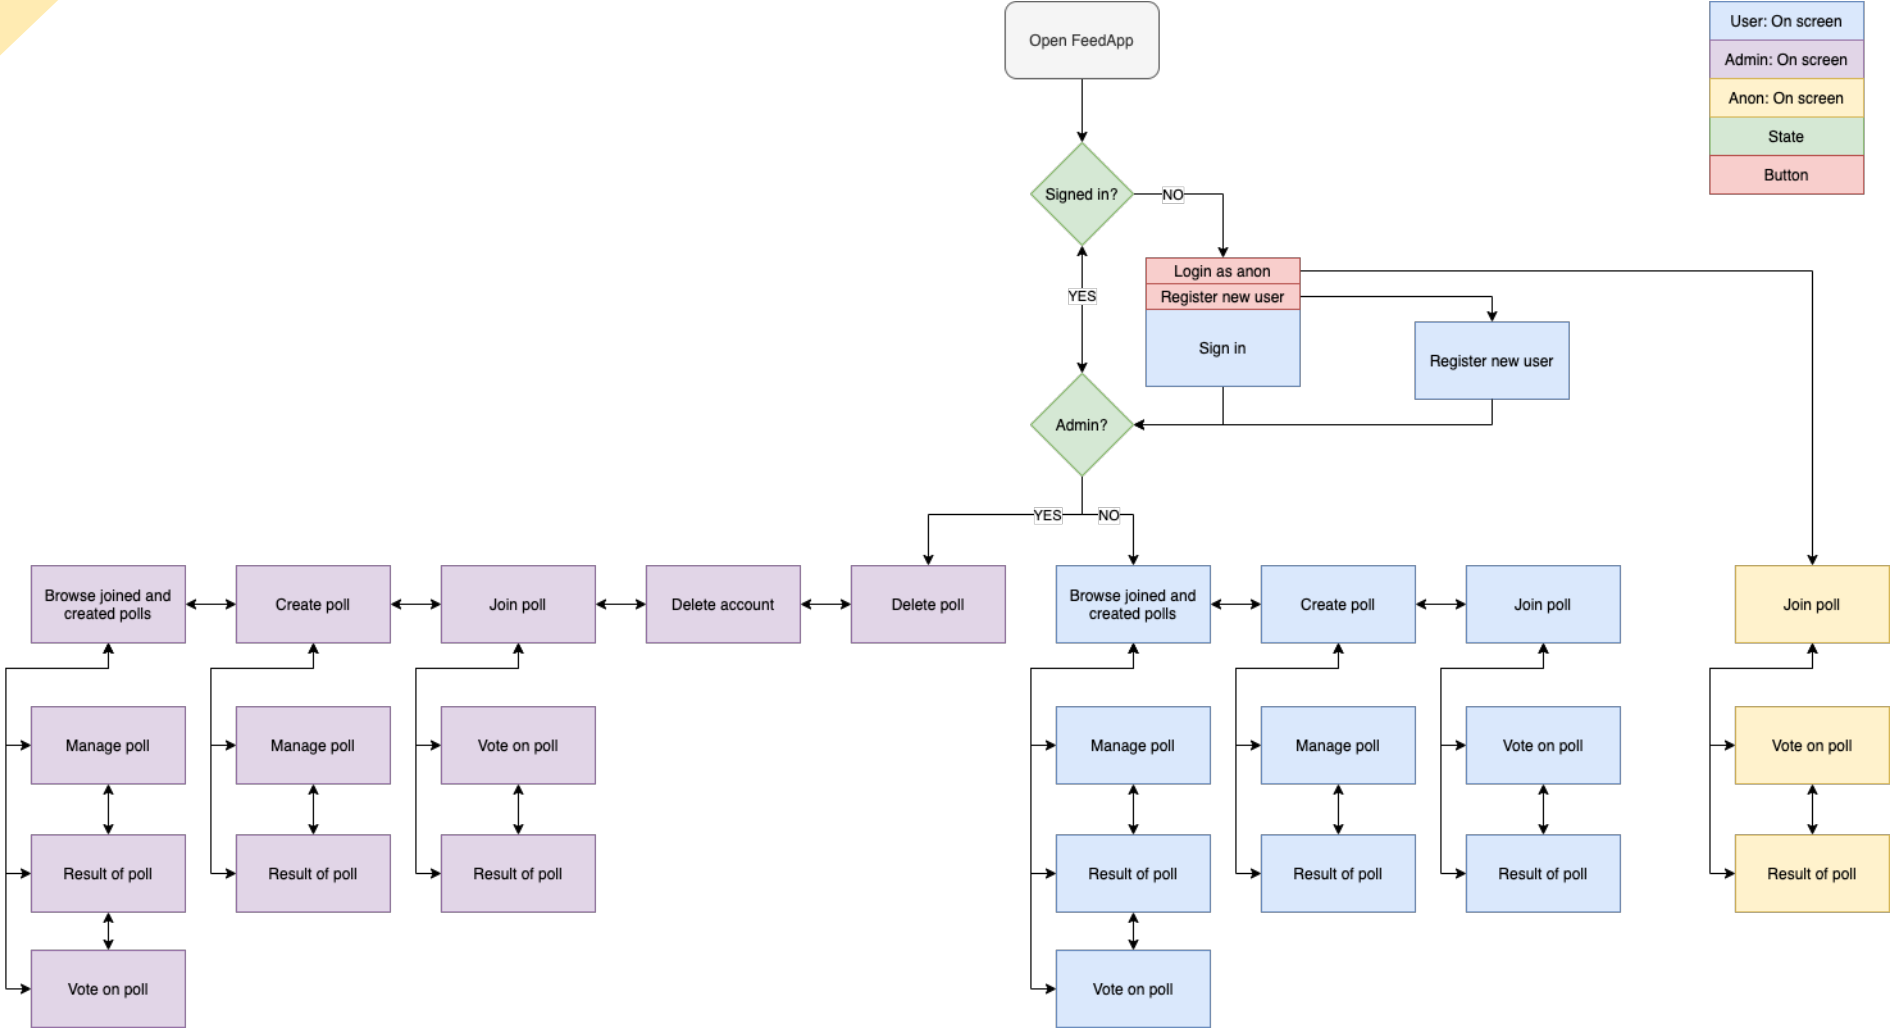 Open FeedApp
User: On screen
Admin: On screen
Anon: On screen
State
Button
Signed in?
NO
YES
Login as anon
Register new user
Sign in
Register new user
Admin?
YES
NO
Browse joined and
created polls
Create poll
Join poll
Delete account
Delete poll
Browse joined and
created polls
Create poll
Join poll
Join poll
Manage poll
Manage poll
Vote on poll
Manage poll
Manage poll
Vote on poll
Vote on poll
Result of poll
Result of poll
Result of poll
Result of poll
Result of poll
Result of poll
Result of poll
Vote on poll
Vote on poll